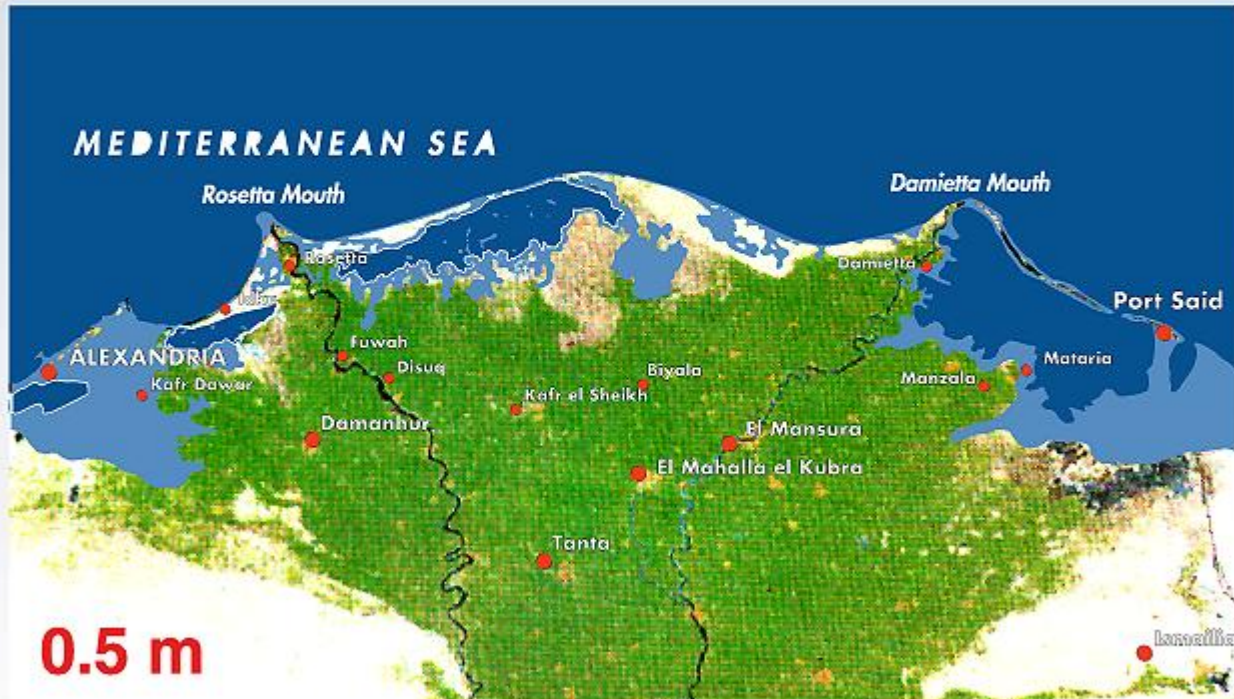 MEDITERRANEAN SEA
Rosetta Mouth
Damietta Mouth
Rosetta
Damietta
Port Said
ALEXANDRIA
Fuwah
Mataria
Kafr Dawar
Disuq
Biyala
Manzala
Kafr el Sheikh
Damanhur
El Mansura
El Mahalla el Kubra
Tanta
0.5 m
Ismailia